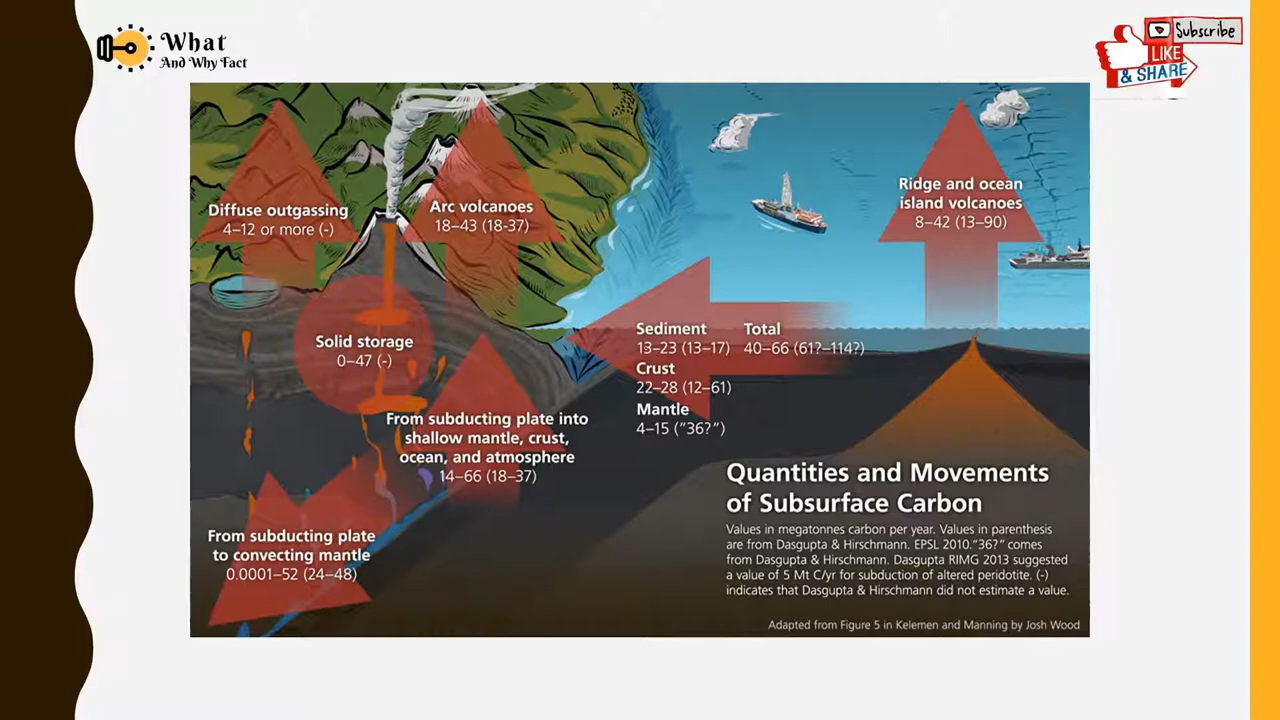 What
And Why Fact
Subscribe
LIKE
& SHARE
Diffuse outgassing
4–12 or more (-)
Arc volcanoes
18–43 (18-37)
Ridge and ocean
island volcanoes
8–42 (13–90)
Solid storage
0–47 (-)
Sediment
13–23 (13–17)
Crust
22–28 (12–61)
Mantle
4–15 (”36?”)
Total
40–66 (61?–114?)
From subducting plate into
shallow mantle, crust,
ocean, and atmosphere
14–66 (18–37)
From subducting plate
to convecting mantle
0.0001–52 (24–48)
Quantities and Movements
of Subsurface Carbon
Values in megatonnes carbon per year. Values in parenthesis
are from Dasgupta & Hirschmann. EPSL 2010.“36?” comes
from Dasgupta & Hirschmann. Dasgupta RIMG 2013 suggested
a value of 5 Mt C/yr for subduction of altered peridotite. (-)
indicates that Dasgupta & Hirschmann did not estimate a value.
Adapted from Figure 5 in Kelemen and Manning by Josh Wood